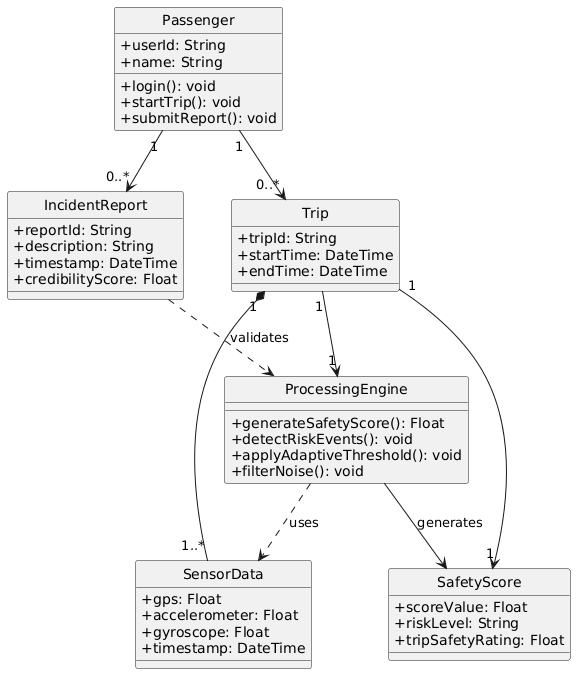 Passenger
+userId: String
+name: String
+login(): void
+startTrip(): void
+submitReport(): void
1
1
0..*
0..*
IncidentReport
+reportId: String
+description: String
+timestamp: DateTime
+credibilityScore: Float
Trip
+tripId: String
+startTime: DateTime
+endTime: DateTime
1
1
1
validates
1
ProcessingEngine
+generateSafetyScore(): Float
+detectRiskEvents(): void
+applyAdaptiveThreshold(): void
+filterNoise(): void
uses
generates
1..*
1
SensorData
+gps: Float
+accelerometer: Float
+gyroscope: Float
+timestamp: DateTime
SafetyScore
+scoreValue: Float
+riskLevel: String
+tripSafetyRating: Float